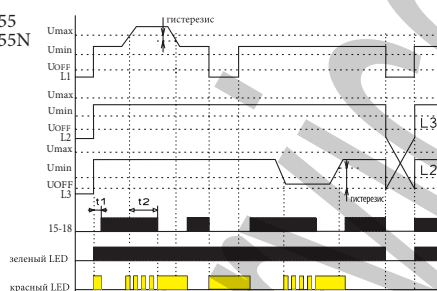 55
55N
гистерезис
Umax
Umin
UOFF
L1
Umax
Umin
UOFF
L2
L3
Umax
Umin
UOFF
L3
L2
гистерезис
t1
t2
15-18
зеленый LED
красный LED